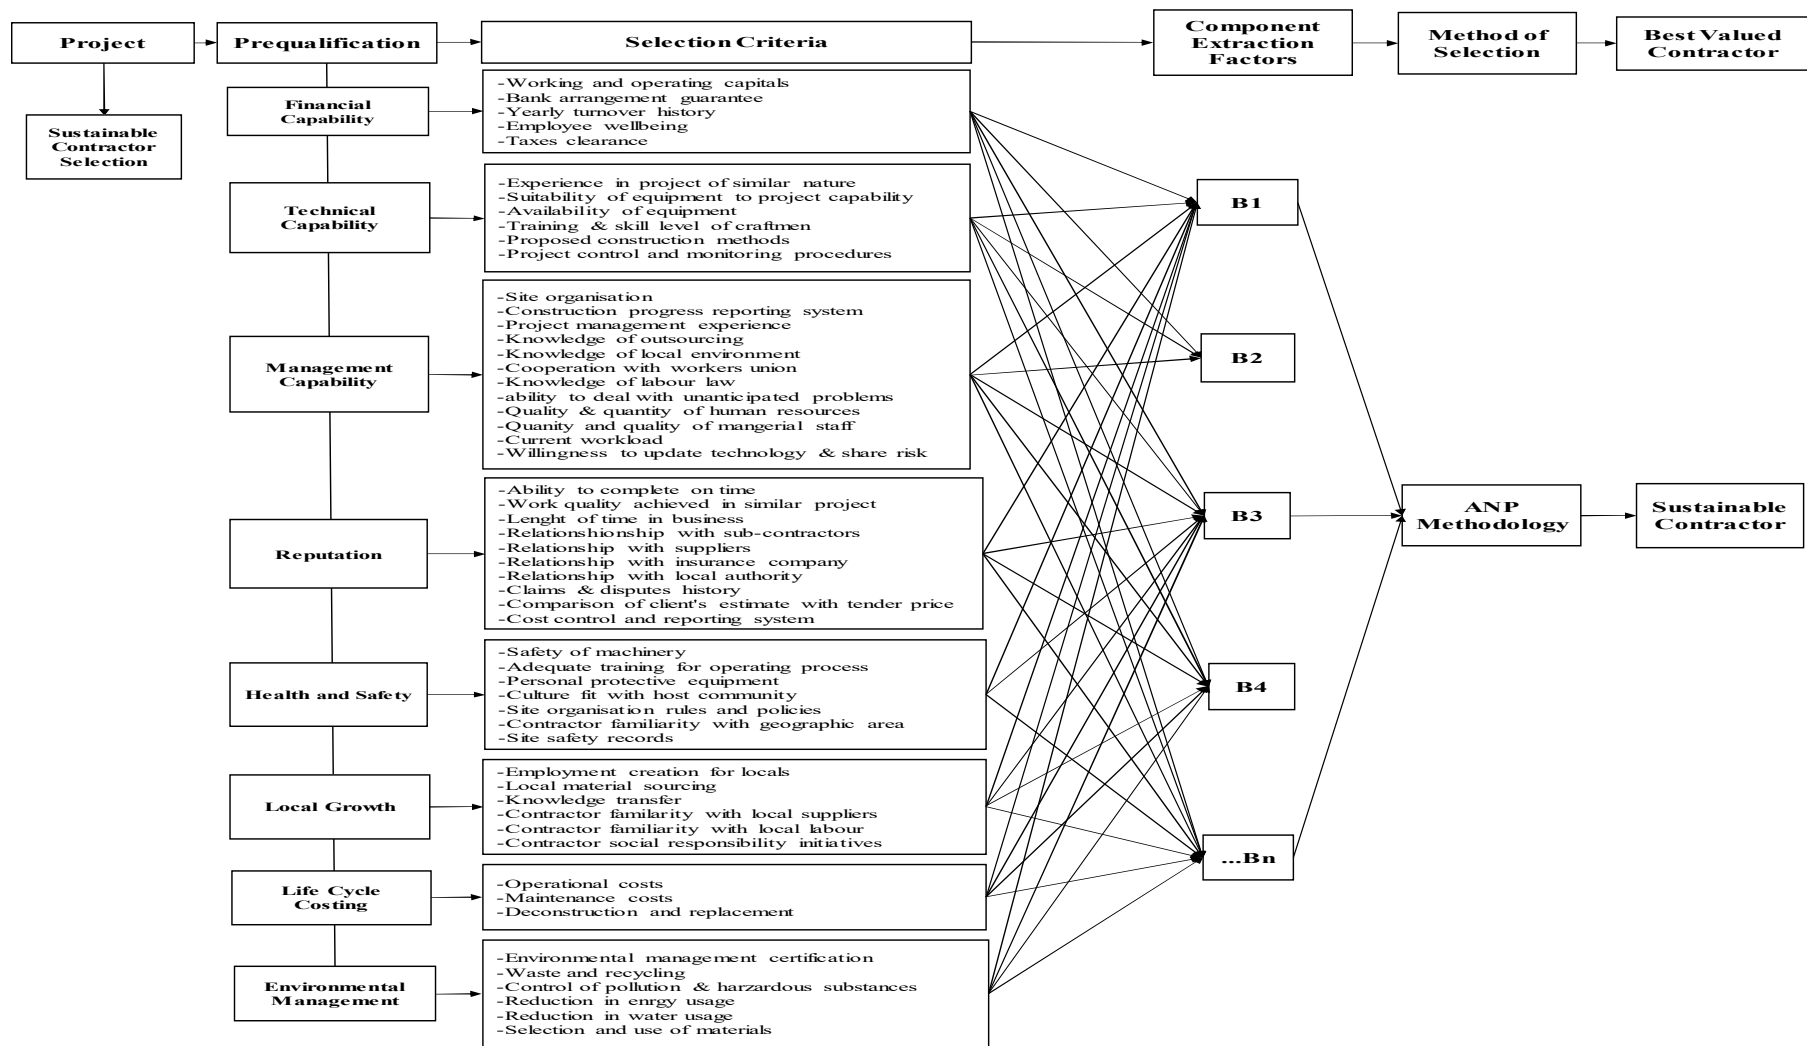 Project
Prequalification
Selection Criteria
Component
Extraction
Factors
Method of
Selection
Best Valued
Contractor
Sustainable
Contractor
Selection
Financial
Capability
-Working and operating capitals
-Bank arrangement guarantee
-Yearly turnover history
-Employee wellbeing
-Taxes clearance
Technical
Capability
-Experience in project of similar nature
-Suitability of equipment to project capability
-Availability of equipment
-Training & skill level of craftmen
-Proposed construction methods
-Project control and monitoring procedures
Management
Capability
-Site organisation
-Construction progress reporting system
-Project management experience
-Knowledge of outsourcing
-Knowledge of local environment
-Cooperation with workers union
-Knowledge of labour law
-ability to deal with unanticipated problems
-Quality & quantity of human resources
-Quanity and quality of mangerial staff
-Current workload
-Willingness to update technology & share risk
Reputation
-Ability to complete on time
-Work quality achieved in similar project
-Lenght of time in business
-Relationshionship with sub-contractors
-Relationship with suppliers
-Relationship with insurance company
-Relationship with local authority
-Claims & disputes history
-Comparison of client's estimate with tender price
-Cost control and reporting system
Health and Safety
-Safety of machinery
-Adequate training for operating process
-Personal protective equipment
-Culture fit with host community
-Site organisation rules and policies
-Contractor familiarity with geographic area
-Site safety records
Local Growth
-Employment creation for locals
-Local material sourcing
-Knowledge transfer
-Contractor familarity with local suppliers
-Contractor familiarity with local labour
-Contractor social responsibility initiatives
Life Cycle
Costing
-Operational costs
-Maintenance costs
-Deconstruction and replacement
Environmental
Management
-Environmental management certification
-Waste and recycling
-Control of pollution & harzardous substances
-Reduction in enrgy usage
-Reduction in water usage
-Selection and use of materials
B1
B2
B3
B4
...Bn
ANP
Methodology
Sustainable
Contractor